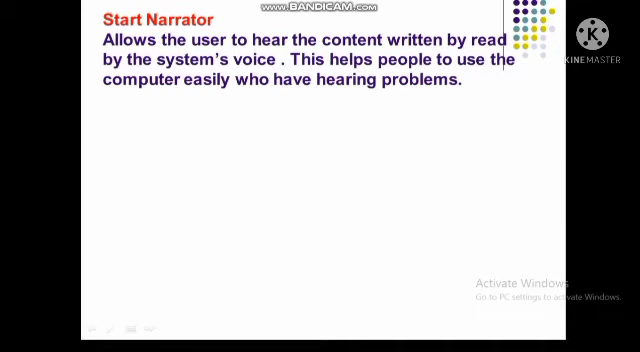 WWW.BANDICAM.COM
Start Narrator
Allows the user to hear the content written by read
by the system's voice . This helps people to use the
computer easily who have hearing problems.
K
KINEMASTER
Activate Windows
Go to PC settings to activate Windows.